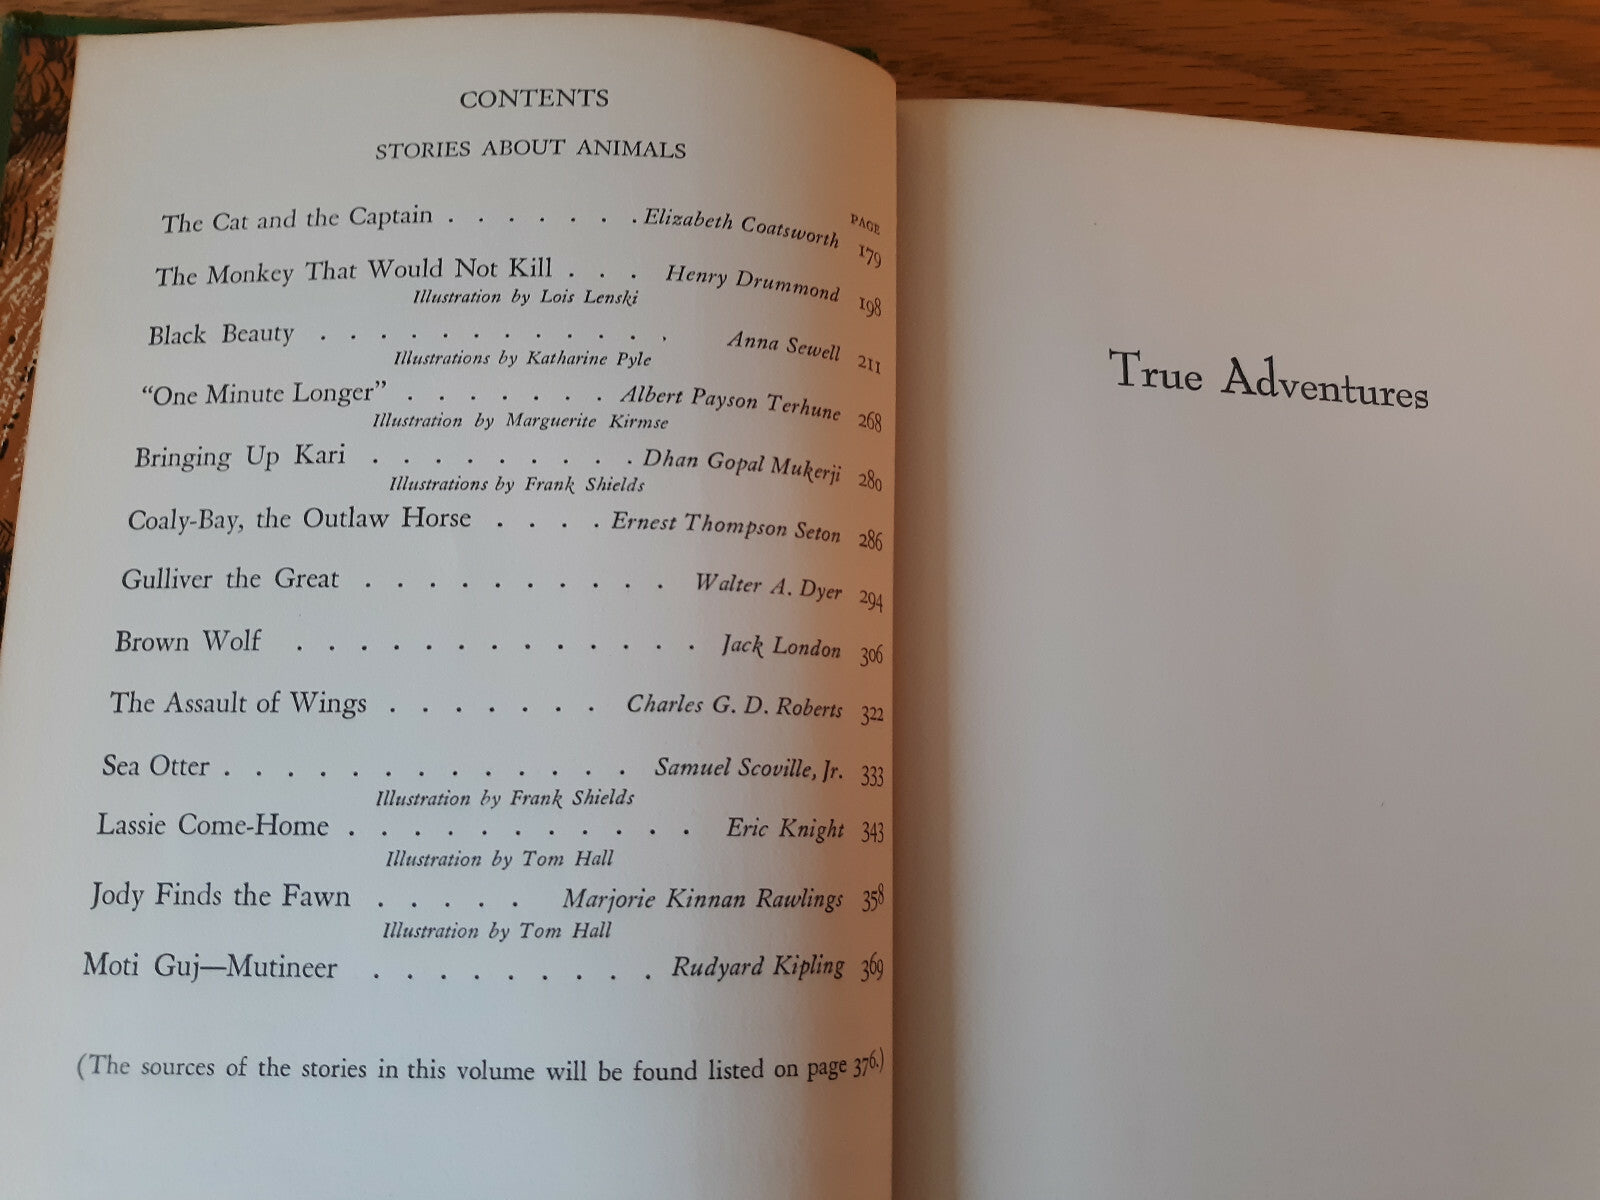 CONTENTS
STORIES ABOUT ANIMALS
PAGE
The Cat and the Captain . . . . . . . Elizabeth Coatsworth 179
The Monkey That Would Not Kill . . . Henry Drummond 198
Illustration by Lois Lenski
Black Beauty . . . . . . . . . . . . Anna Sewell 211
Illustrations by Katharine Pyle
“One Minute Longer” . . . . . . . Albert Payson Terhune 268
Illustration by Marguerite Kirmse
Bringing Up Kari . . . . . . . . . Dhan Gopal Mukerji 280
Illustrations by Frank Shields
Coaly-Bay, the Outlaw Horse . . . . Ernest Thompson Seton 286
Gulliver the Great . . . . . . . . . . Walter A. Dyer 294
Brown Wolf . . . . . . . . . . . . . Jack London 306
The Assault of Wings . . . . . . . Charles G. D. Roberts 322
Sea Otter . . . . . . . . . . . . . Samuel Scoville, Jr. 333
Illustration by Frank Shields
Lassie Come-Home . . . . . . . . . . . Eric Knight 343
Illustration by Tom Hall
Jody Finds the Fawn . . . . . Marjorie Kinnan Rawlings 358
Illustration by Tom Hall
Moti Guj—Mutineer . . . . . . . . . Rudyard Kipling 369
(The sources of the stories in this volume will be found listed on page 376.)
True Adventures